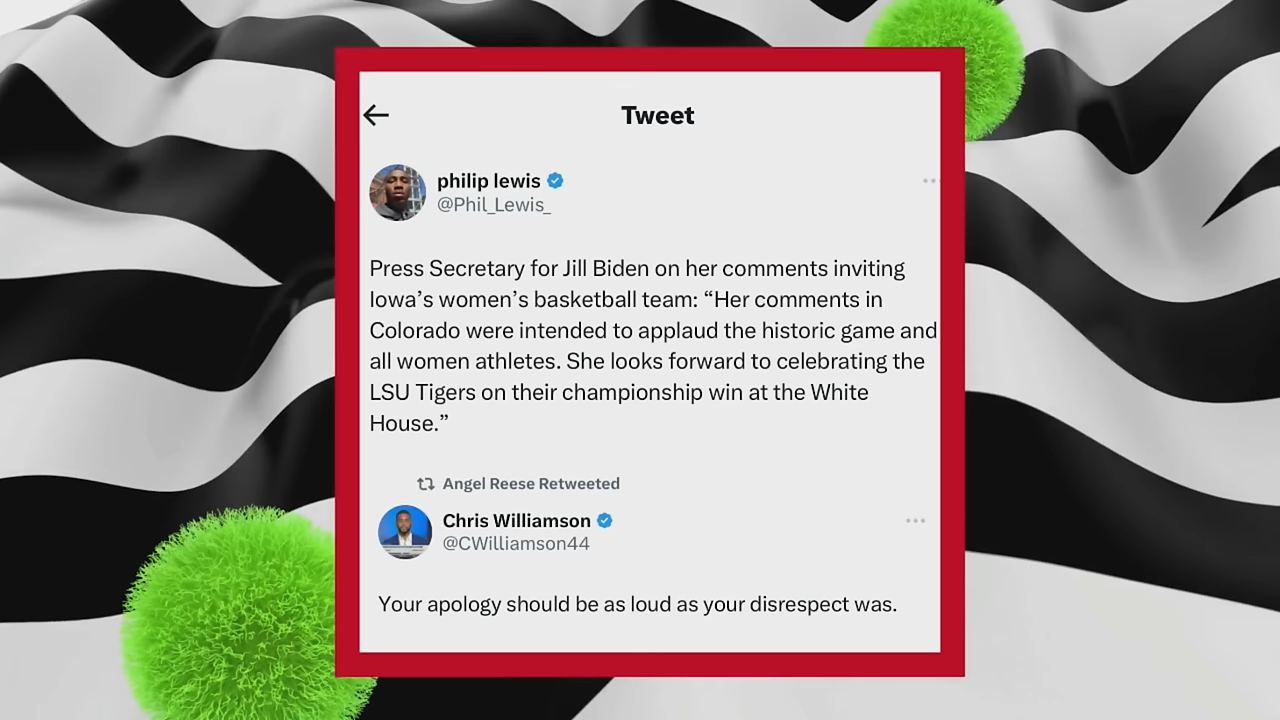 Tweet
philip lewis
@Phil_Lewis_
Press Secretary for Jill Biden on her comments inviting
Iowa’s women’s basketball team: “Her comments in
Colorado were intended to applaud the historic game and
all women athletes. She looks forward to celebrating the
LSU Tigers on their championship win at the White
House.”
Angel Reese Retweeted
Chris Williamson
@CWilliamson44
Your apology should be as loud as your disrespect was.